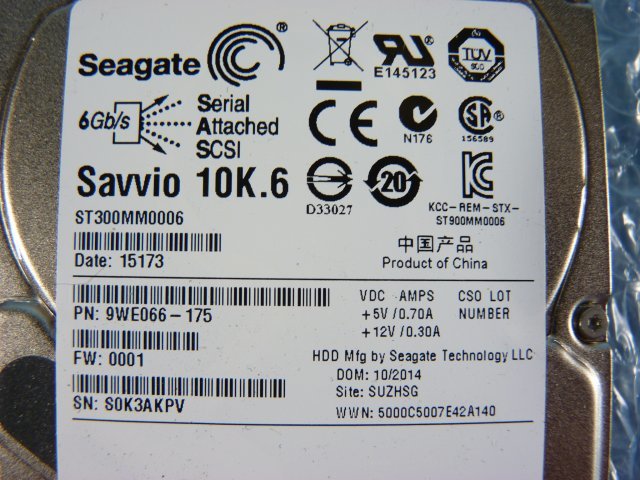 Seagate ®
E145123
TÜV
6Gb/s
Serial
Attached
SCSI
CE
N176
SA ®
156589
Savvio 10K.6
D33027
20
KCC-REM-STX-
ST900MM0006
ST300MM0006
Date: 15173
中国产品
Product of China
PN: 9WE066-175
FW: 0001
SN: S0K3AKPV
VDC AMPS
+5V /0.70A
+12V /0.30A
CSO LOT
NUMBER
HDD Mfg by Seagate Technology LLC
DOM: 10/2014
Site: SUZHSG
WWN: 5000C5007E42A140